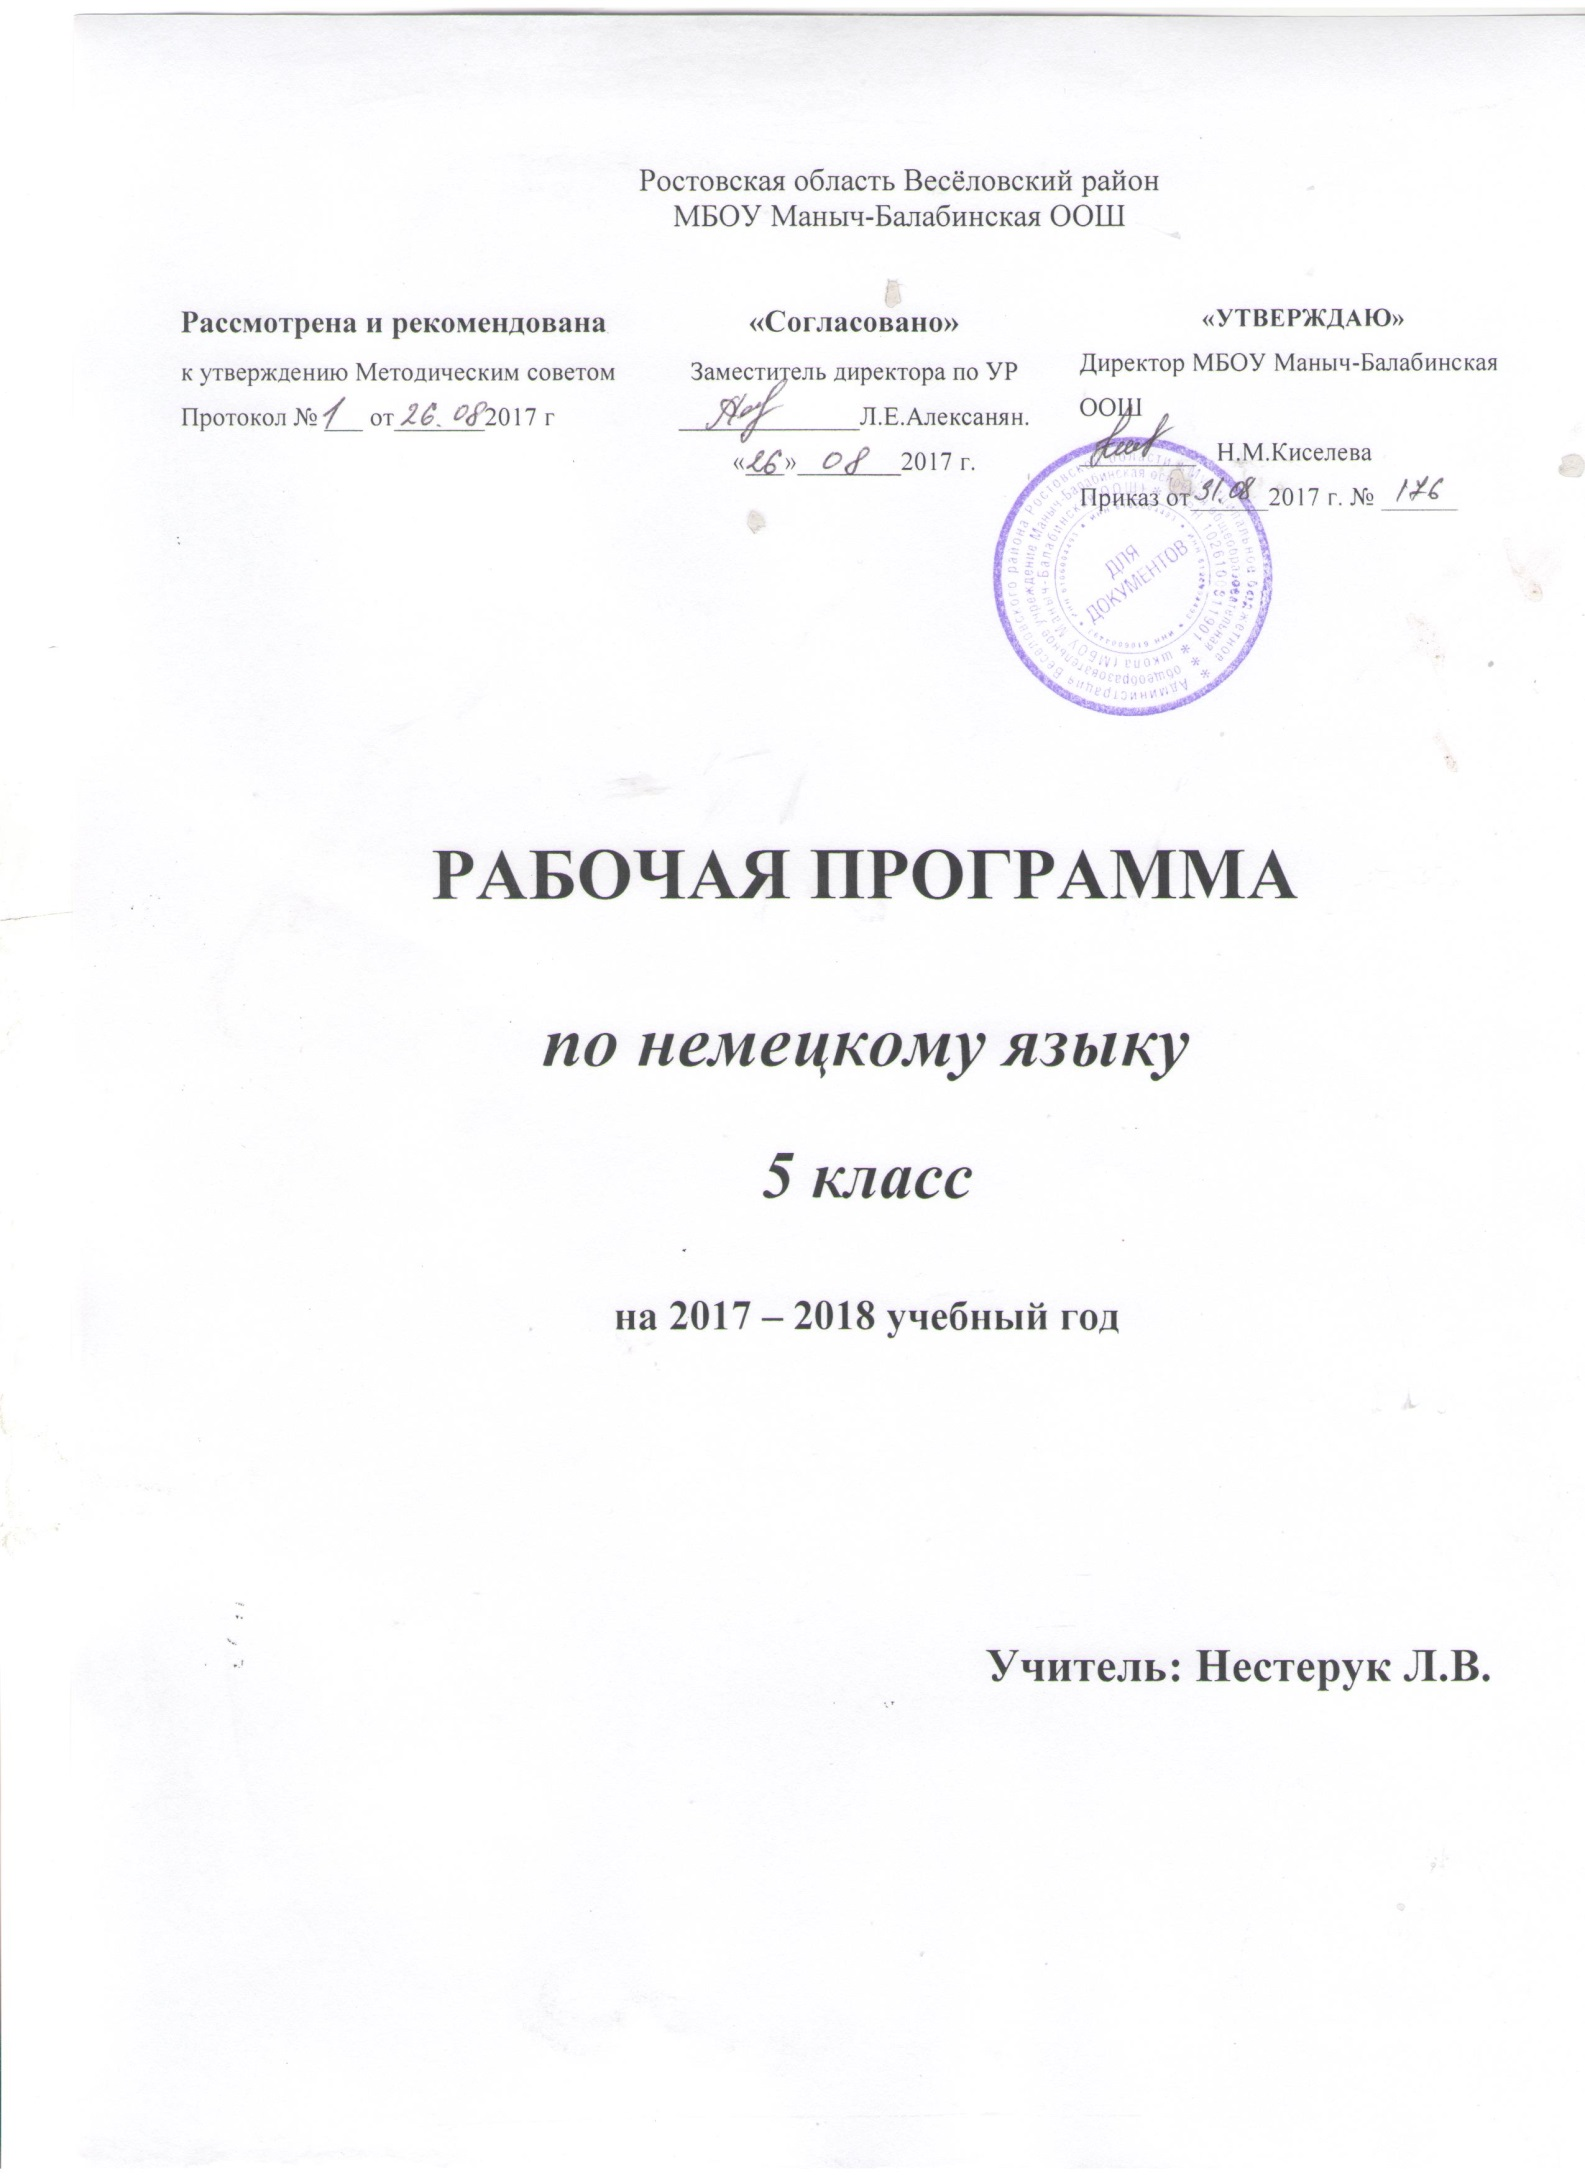 Ростовская область Весёловский район
МБОУ Маныч-Балабинская ООШ
Рассмотрена и рекомендована
к утверждению Методическим советом
Протокол № 1 от 26.08 2017 г
«Согласовано»
Заместитель директора по УР
Л.Е.Алексанян.
«26» 08 2017 г.
«УТВЕРЖДАЮ»
Директор МБОУ Маныч-Балабинская
ООШ
Н.М.Киселева
Приказ от 31.08 2017 г. № 176
ДЛЯ
ДОКУМЕНТОВ
РАБОЧАЯ ПРОГРАММА
по немецкому языку
5 класс
на 2017 – 2018 учебный год
Учитель: Нестерук Л.В.